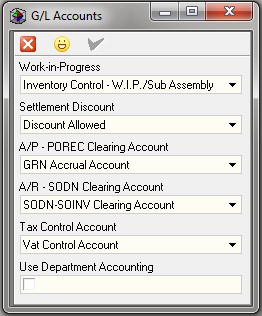 G/L Accounts
Work-in-Progress
Inventory Control - W.I.P./Sub Assembly
Settlement Discount
Discount Allowed
A/P - POREC Clearing Account
GRN Accrual Account
A/R - SODN Clearing Account
SODN-SOINV Clearing Account
Tax Control Account
Vat Control Account
Use Department Accounting